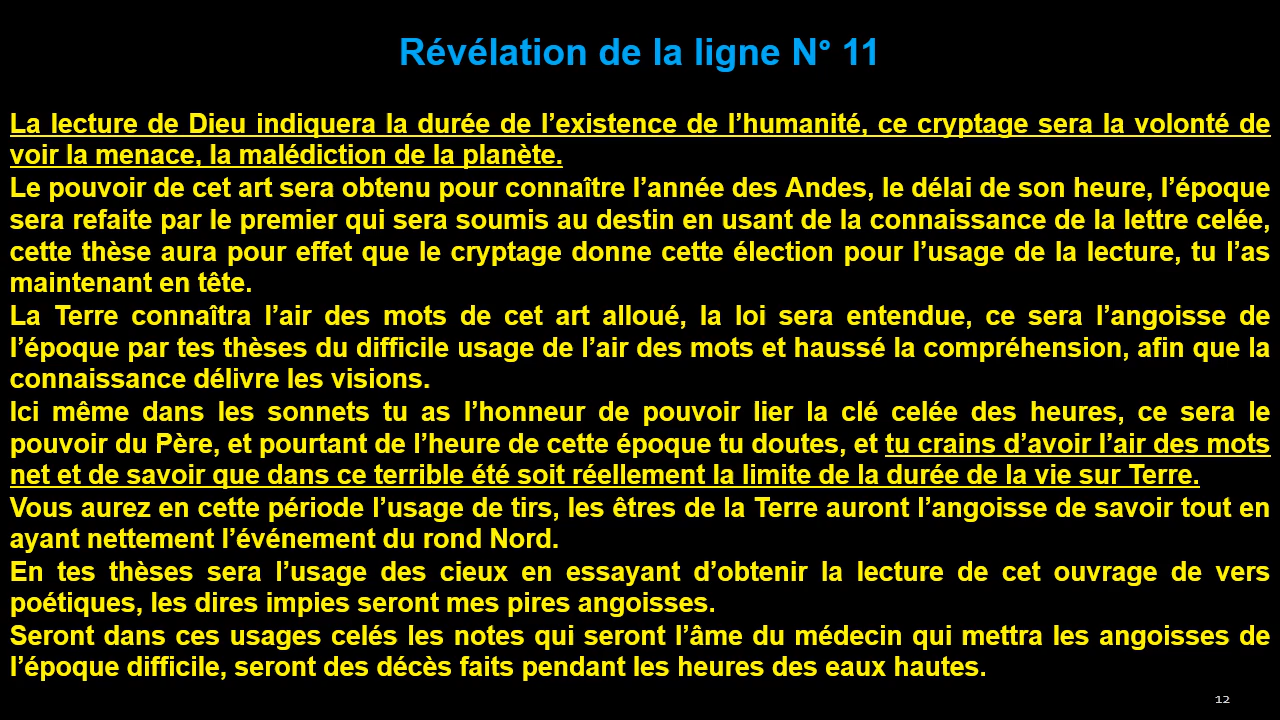 Révélation de la ligne N° 11
La lecture de Dieu indiquera la durée de l’existence de l’humanité, ce cryptage sera la volonté de
voir la menace, la malédiction de la planète.
Le pouvoir de cet art sera obtenu pour connaître l’année des Andes, le délai de son heure, l’époque
sera refaite par le premier qui sera soumis au destin en usant de la connaissance de la lettre celée,
cette thèse aura pour effet que le cryptage donne cette élection pour l’usage de la lecture, tu l’as
maintenant en tête.
La Terre connaîtra l’air des mots de cet art alloué, la loi sera entendue, ce sera l’angoisse de
l’époque par tes thèses du difficile usage de l’air des mots et haussé la compréhension, afin que la
connaissance délivre les visions.
Ici même dans les sonnets tu as l’honneur de pouvoir lier la clé celée des heures, ce sera le
pouvoir du Père, et pourtant de l’heure de cette époque tu doutes, et tu crains d’avoir l’air des mots
net et de savoir que dans ce terrible été soit réellement la limite de la durée de la vie sur Terre.
Vous aurez en cette période l’usage de tirs, les êtres de la Terre auront l’angoisse de savoir tout en
ayant nettement l’événement du rond Nord.
En tes thèses sera l’usage des cieux en essayant d’obtenir la lecture de cet ouvrage de vers
poétiques, les dires impies seront mes pires angoisses.
Seront dans ces usages celés les notes qui seront l’âme du médecin qui mettra les angoisses de
l’époque difficile, seront des décès faits pendant les heures des eaux hautes.
12